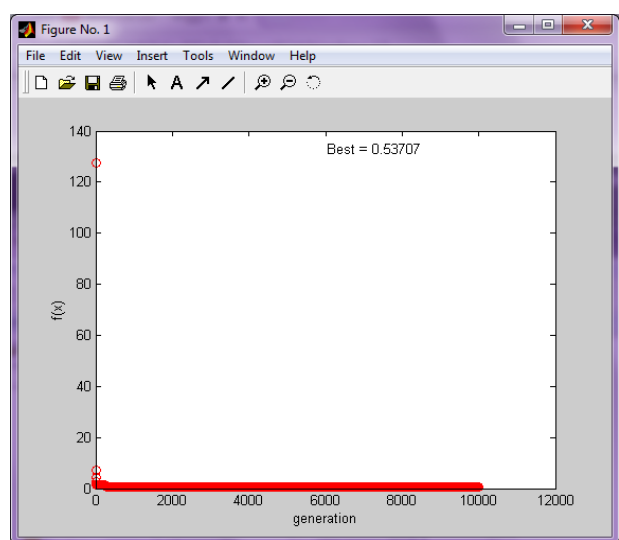 Figure No. 1
File Edit View Insert Tools Window Help
A
Best = 0.53707
140
120
100
80
60
40
20
0
f(x)
0 2000 4000 6000 8000 10000 12000
generation